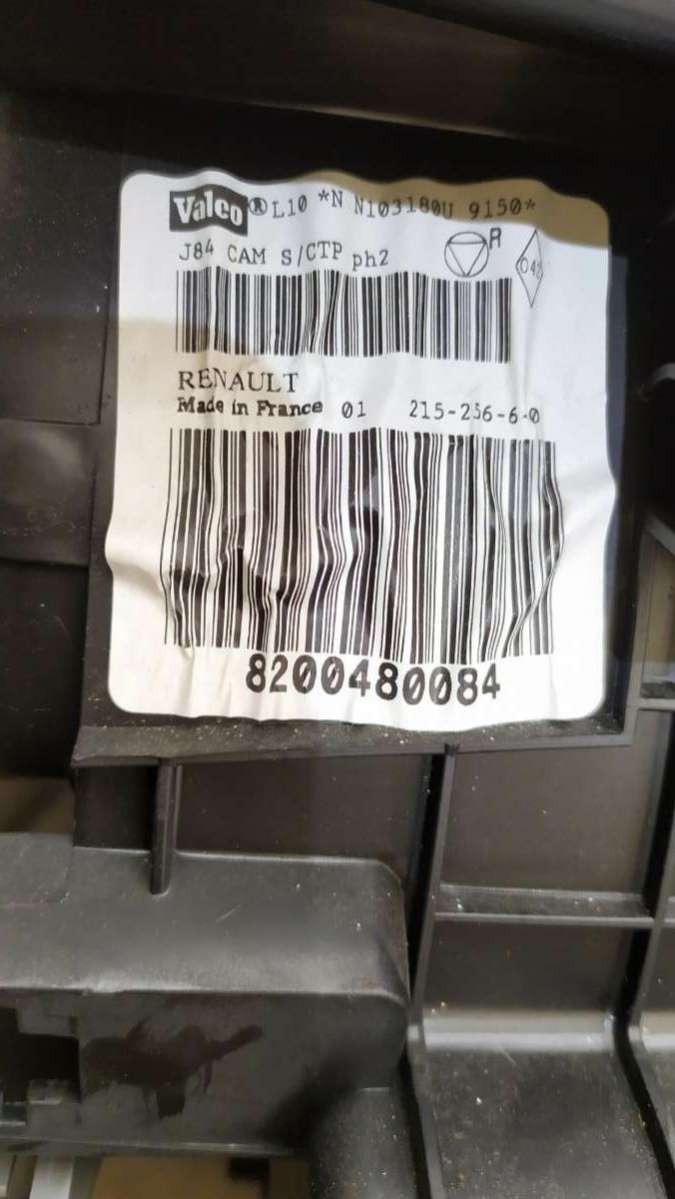 Valeo® L10 *N N103180U 9150*
J84 CAM S/CTP ph2
R
RENAULT
Made in France 01 215-256-6-0
8200480084